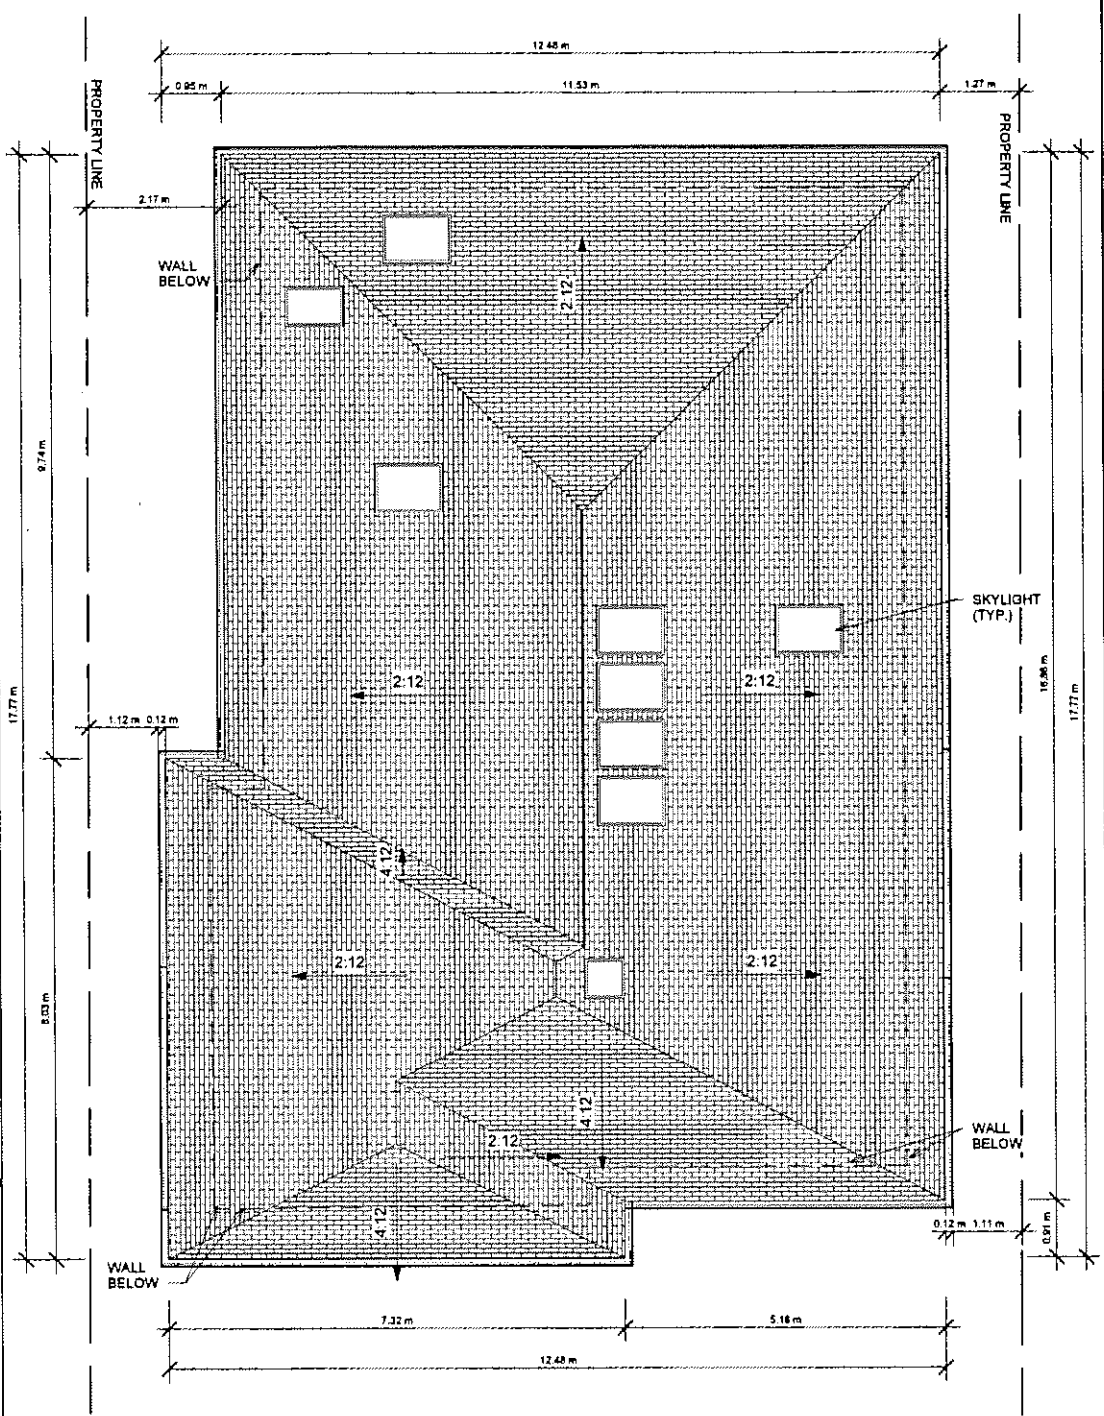 12.48 m
0.95 m
11.53 m
1.27 m
PROPERTY LINE
PROPERTY LINE
2.17 m
WALL
BELOW
2:12
9.74 m
SKYLIGHT
(TYP.)
2:12
2:12
16.86 m
17.77 m
17.77 m
1.12 m 0.12 m
4:12
2:12
2:12
8.03 m
4:12
2:12
WALL
BELOW
4:12
0.12 m 1.11 m
0.91 m
WALL
BELOW
7.32 m
5.16 m
12.48 m